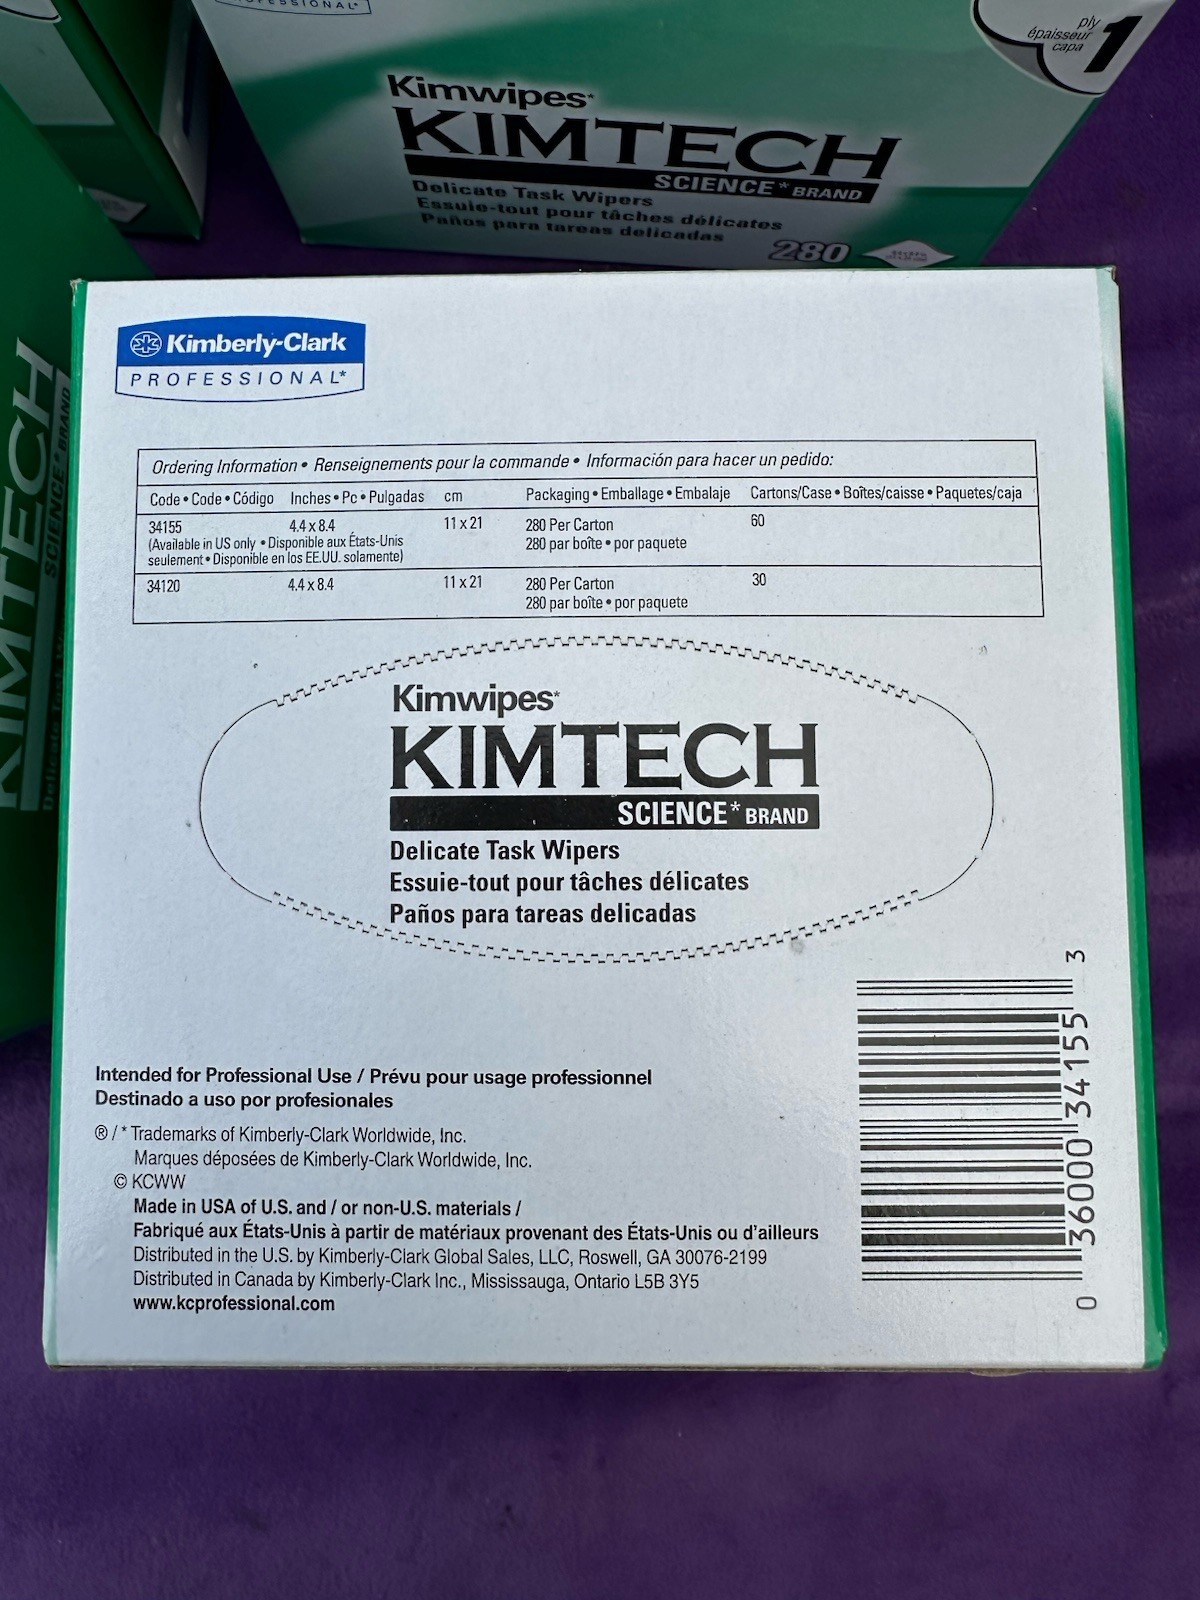 PROFESSIONAL*
ply
épaisseur
capa
1
Kimwipes*
KIMTECH
SCIENCE* BRAND
Delicate Task Wipers
Essuie-tout pour tâches délicates
Paños para tareas delicadas
280
KIMTECH
SCIENCE* BRAND
Kimberly-Clark
PROFESSIONAL*
Ordering Information • Renseignements pour la commande • Información para hacer un pedido:
Code • Code • Código Inches • Pc • Pulgadas cm Packaging • Emballage • Embalaje Cartons/Case • Boîtes/caisse • Paquetes/caja
34155 4.4 x 8.4 11 x 21 280 Per Carton 60
(Available in US only • Disponible aux États-Unis 280 par boîte • por paquete
seulement • Disponible en los EE.UU. solamente)
34120 4.4 x 8.4 11 x 21 280 Per Carton 30
280 par boîte • por paquete
Kimwipes*
KIMTECH
SCIENCE* BRAND
Delicate Task Wipers
Essuie-tout pour tâches délicates
Paños para tareas delicadas
Intended for Professional Use / Prévu pour usage professionnel
Destinado a uso por profesionales
® / * Trademarks of Kimberly-Clark Worldwide, Inc.
Marques déposées de Kimberly-Clark Worldwide, Inc.
© KCWW
Made in USA of U.S. and / or non-U.S. materials /
Fabriqué aux États-Unis à partir de matériaux provenant des États-Unis ou d'ailleurs
Distributed in the U.S. by Kimberly-Clark Global Sales, LLC, Roswell, GA 30076-2199
Distributed in Canada by Kimberly-Clark Inc., Mississauga, Ontario L5B 3Y5
www.kcprofessional.com
0 36000 34155 3